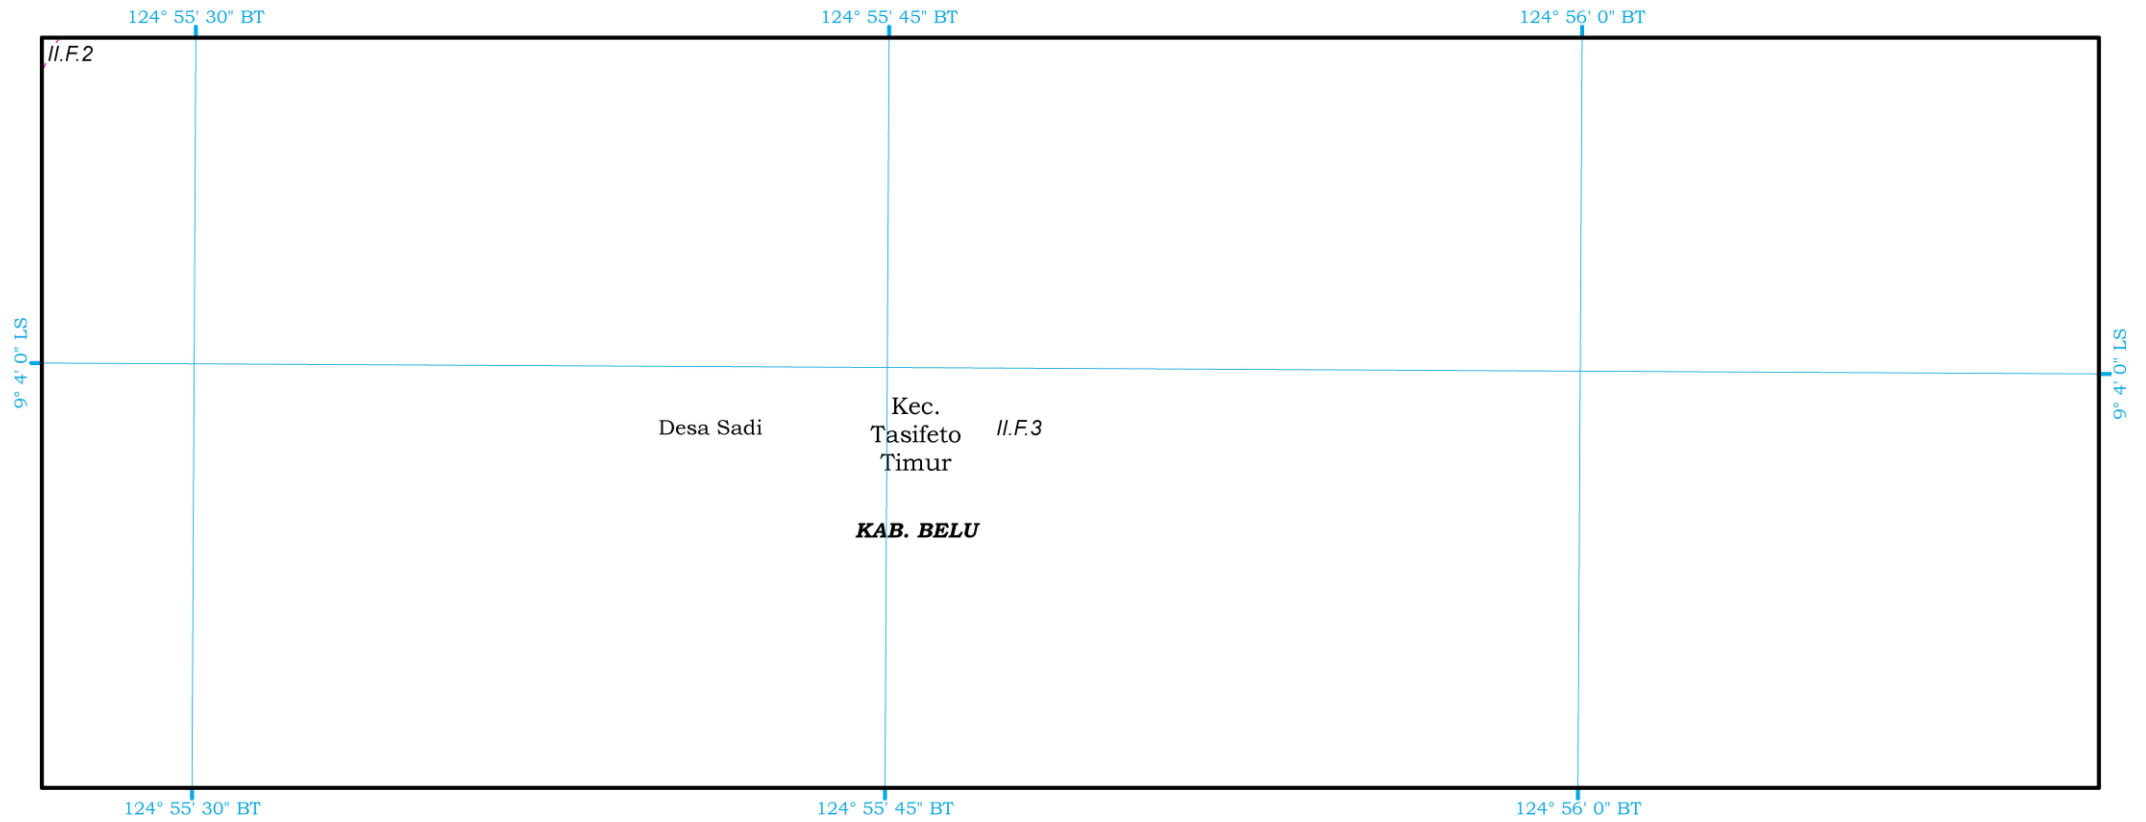 124° 55' 30" BT
124° 55' 45" BT
124° 56' 0" BT
II.F.2
9° 4' 0" LS
9° 4' 0" LS
Kec.
Tasifeto
Timur
Desa Sadi
II.F.3
KAB. BELU
124° 55' 30" BT
124° 55' 45" BT
124° 56' 0" BT